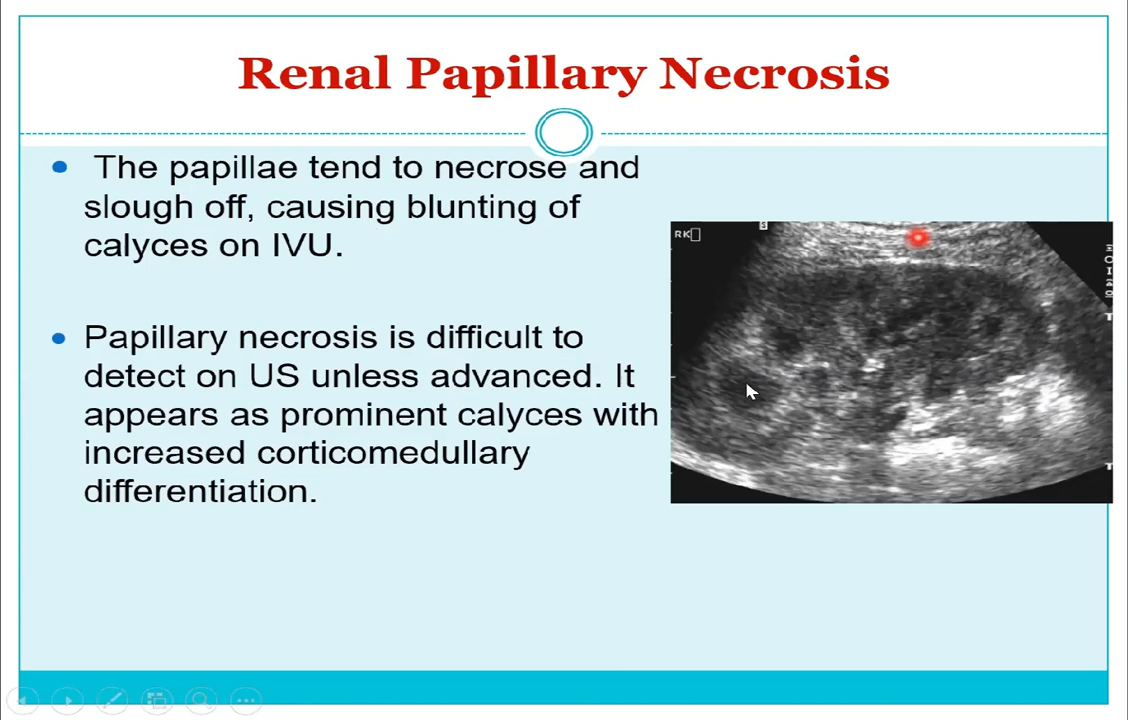 Renal Papillary Necrosis
The papillae tend to necrose and
slough off, causing blunting of
calyces on IVU.
Papillary necrosis is difficult to
detect on US unless advanced. It
appears as prominent calyces with
increased corticomedullary
differentiation.
RK
S